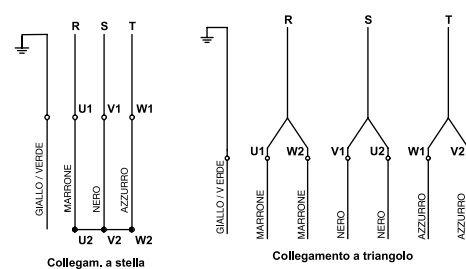 R S T
U1 V1 W1
GIALLO / VERDE
MARRONE
NERO
AZZURRO
U2 V2 W2
Collegam. a stella
R S T
U1 W2 V1 U2 W1 V2
GIALLO / VERDE
MARRONE
MARRONE
NERO
NERO
AZZURRO
AZZURRO
Collegamento a triangolo